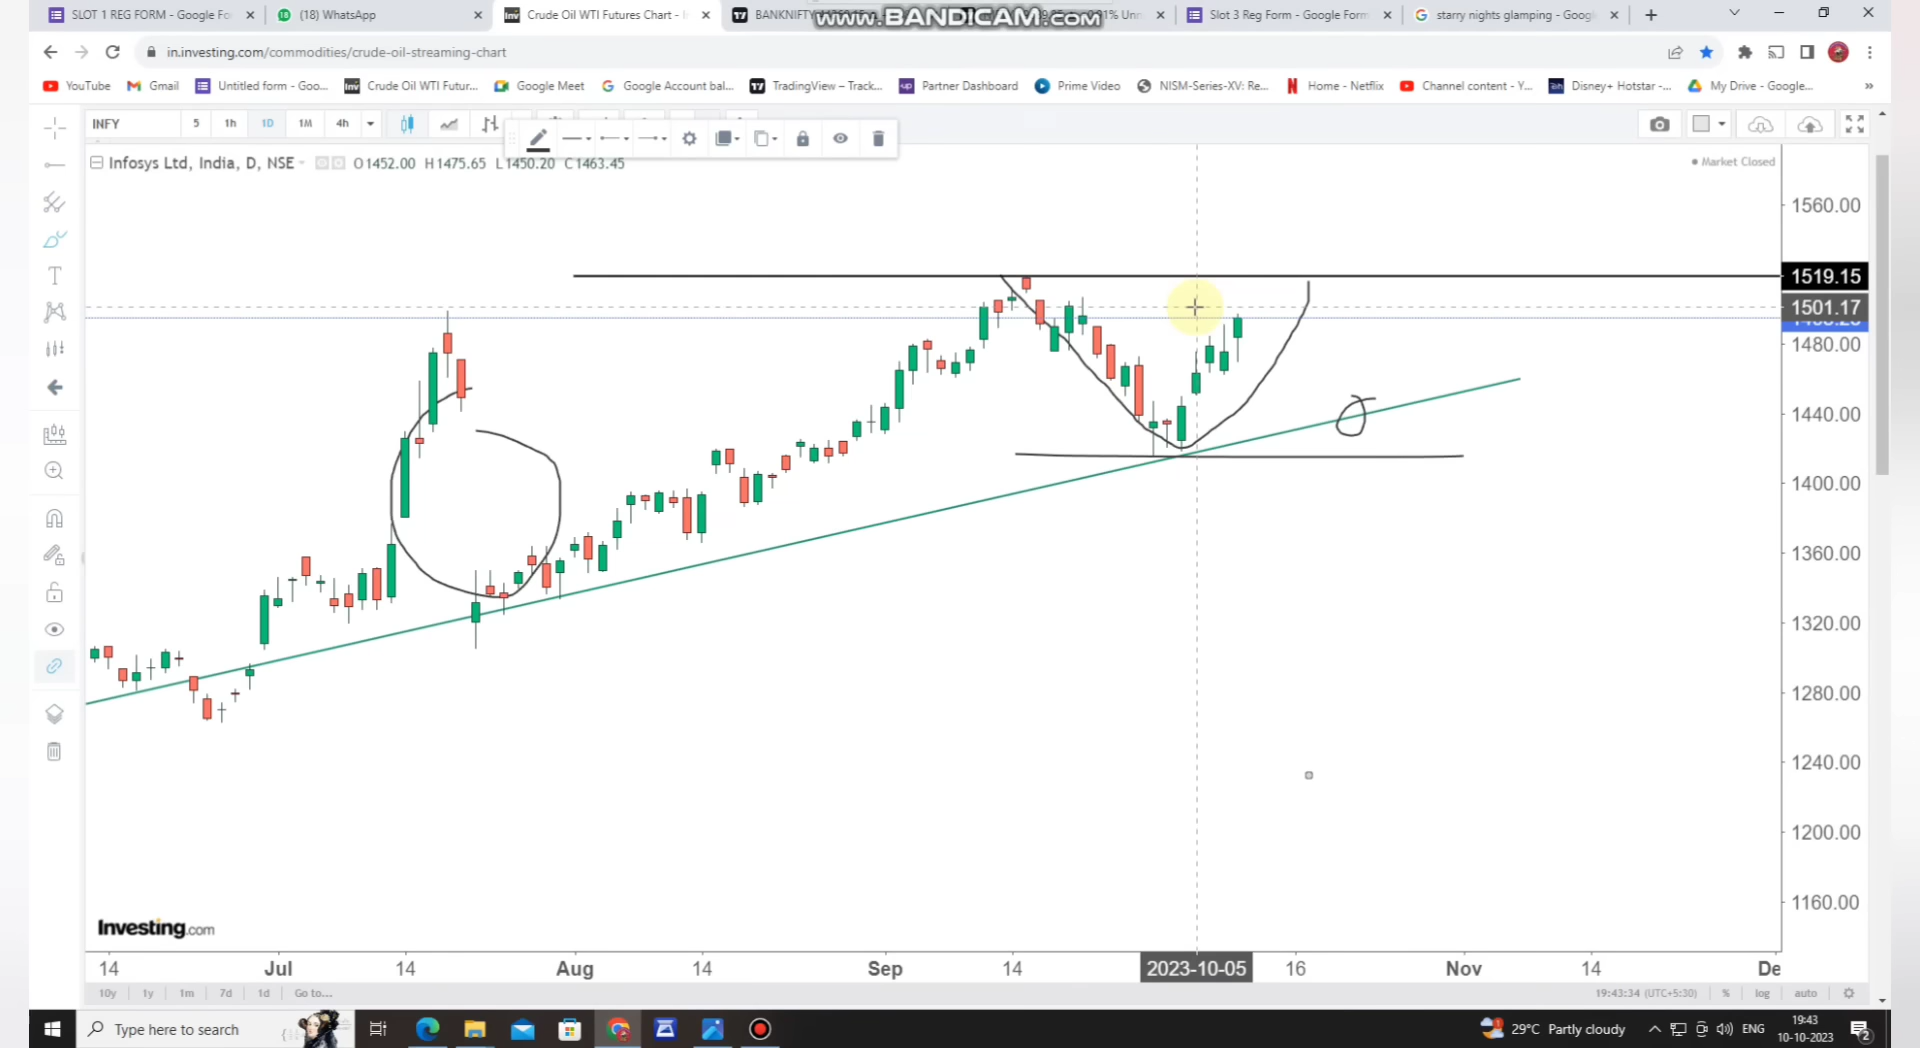 SLOT 1 REG FORM - Google Fo
(18) WhatsApp
Crude Oil WTI Futures Chart - I
BANKNIFTY
www.BANDICAM.com
Slot 3 Reg Form - Google Form
starry nights glamping - Googl
in.investing.com/commodities/crude-oil-streaming-chart
YouTube
Gmail
Untitled form - Goo...
Crude Oil WTI Futur...
Google Meet
Google Account bal...
TradingView – Track...
Partner Dashboard
Prime Video
NISM-Series-XV: Re...
Home - Netflix
Channel content - Y...
Disney+ Hotstar -...
My Drive - Google...
INFY 5 1h 1D 1M 4h
Infosys Ltd, India, D, NSE O1452.00 H1475.65 L1450.20 C1463.45
Market Closed
1560.00
1519.15
1501.17
1480.00
1440.00
1400.00
1360.00
1320.00
1280.00
1240.00
1200.00
1160.00
Investing.com
14 Jul 14 Aug 14 Sep 14 2023-10-05 16 Nov 14 De
10y 1y 1m 7d 1d Go to... 19:43:34 (UTC+5:30) % log auto
Type here to search
29°C Partly cloudy
ENG
19:43
10-10-2023
2